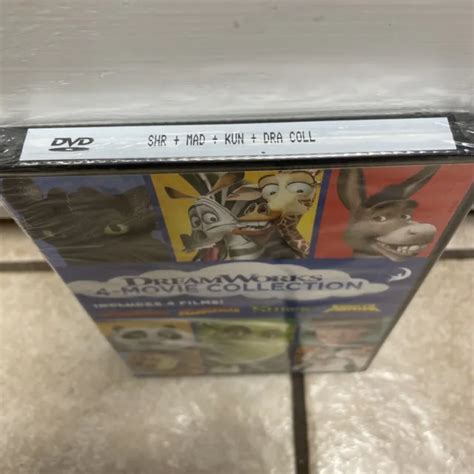 DVD
SHR + MAD + KUN + DRA COLL
DREAMWORKS
4-MOVIE COLLECTION
INCLUDES 4 FILMS!